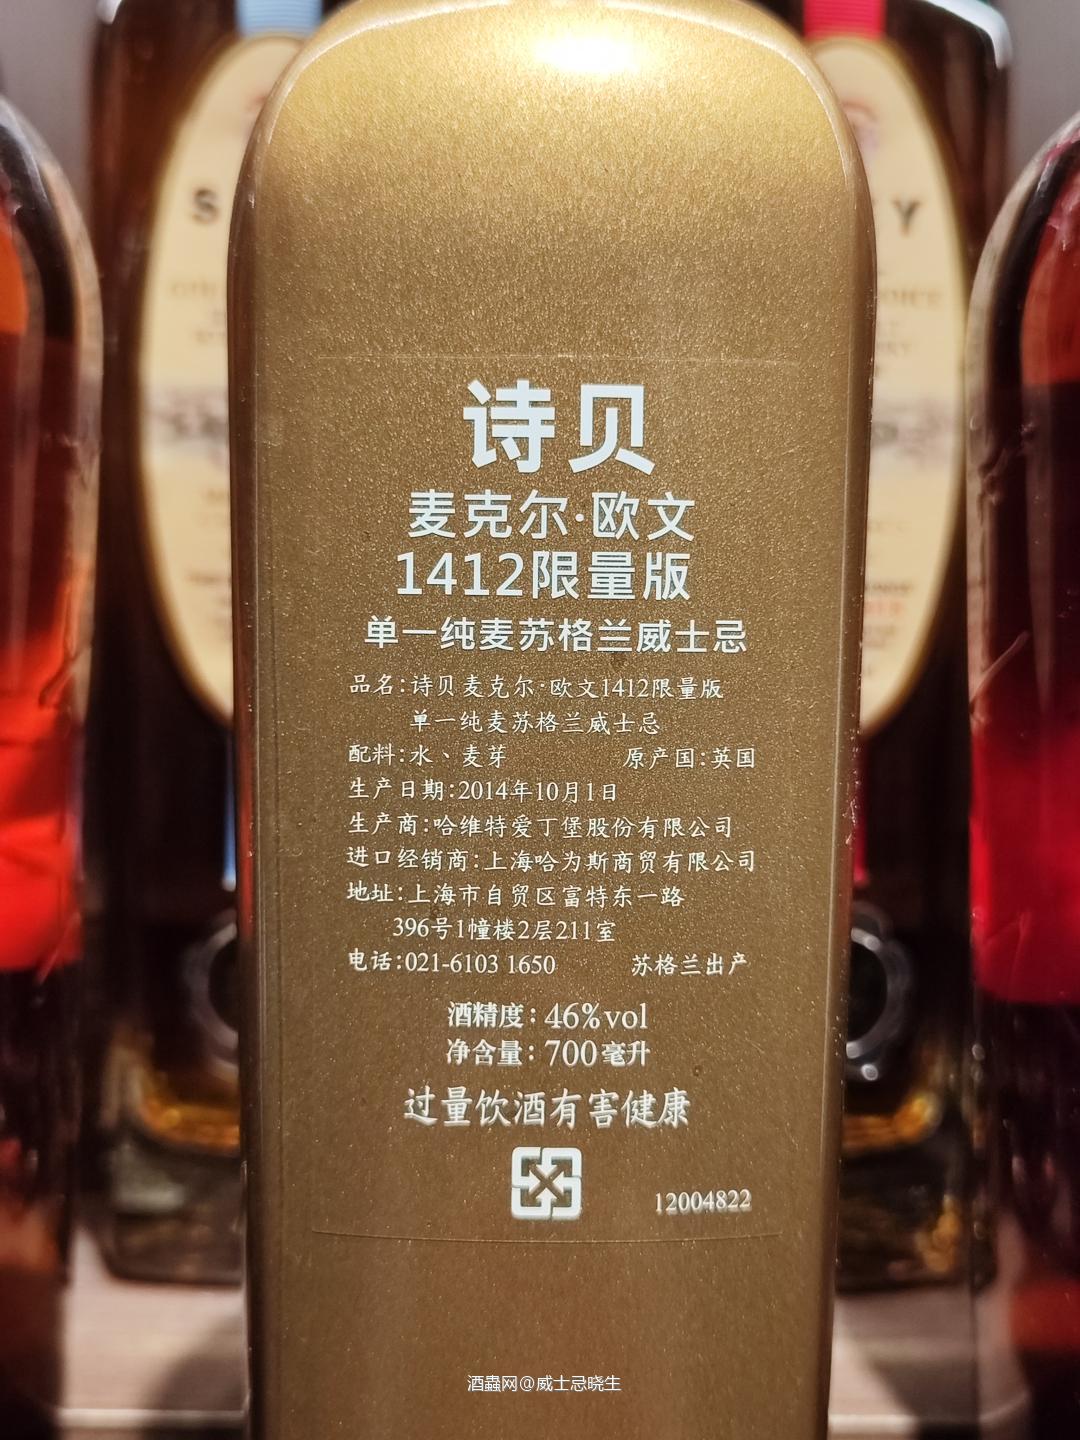 诗贝
麦克尔·欧文
1412限量版
单一纯麦苏格兰威士忌
品名:诗贝麦克尔·欧文1412限量版
单一纯麦苏格兰威士忌
配料:水、麦芽 原产国:英国
生产日期:2014年10月1日
生产商:哈维特爱丁堡股份有限公司
进口经销商:上海哈为斯商贸有限公司
地址:上海市自贸区富特东一路
396号1幢楼2层211室
电话:021-6103 1650 苏格兰出产
酒精度:46%vol
净含量:700毫升
过量饮酒有害健康
12004822
S
Y
酒蟲网@威士忌晓生